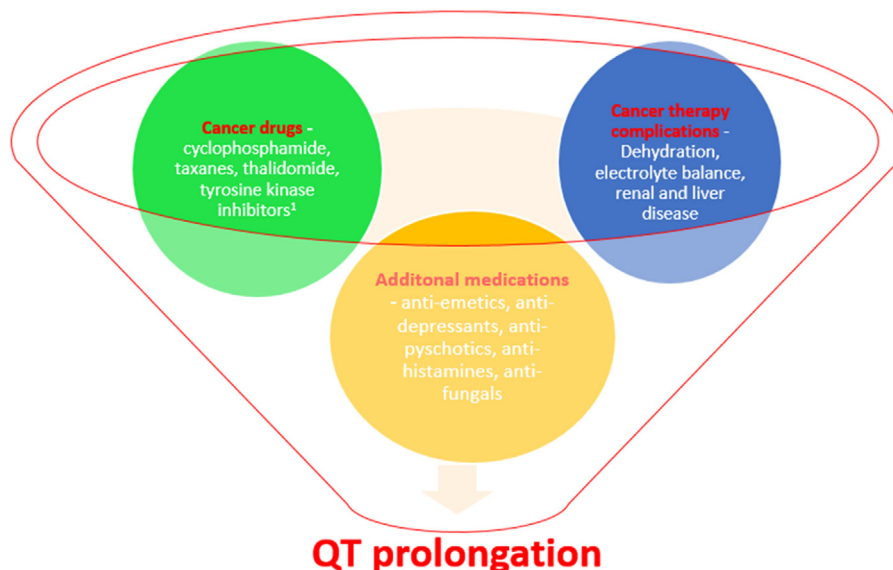 Cancer drugs -
cyclophosphamide,
taxanes, thalidomide,
tyrosine kinase
inhibitors¹
Cancer therapy
complications -
Dehydration,
electrolyte balance,
renal and liver
disease
Additonal medications
- anti-emetics, anti-
depressants, anti-
pyschotics, anti-
histamines, anti-
fungals
QT prolongation